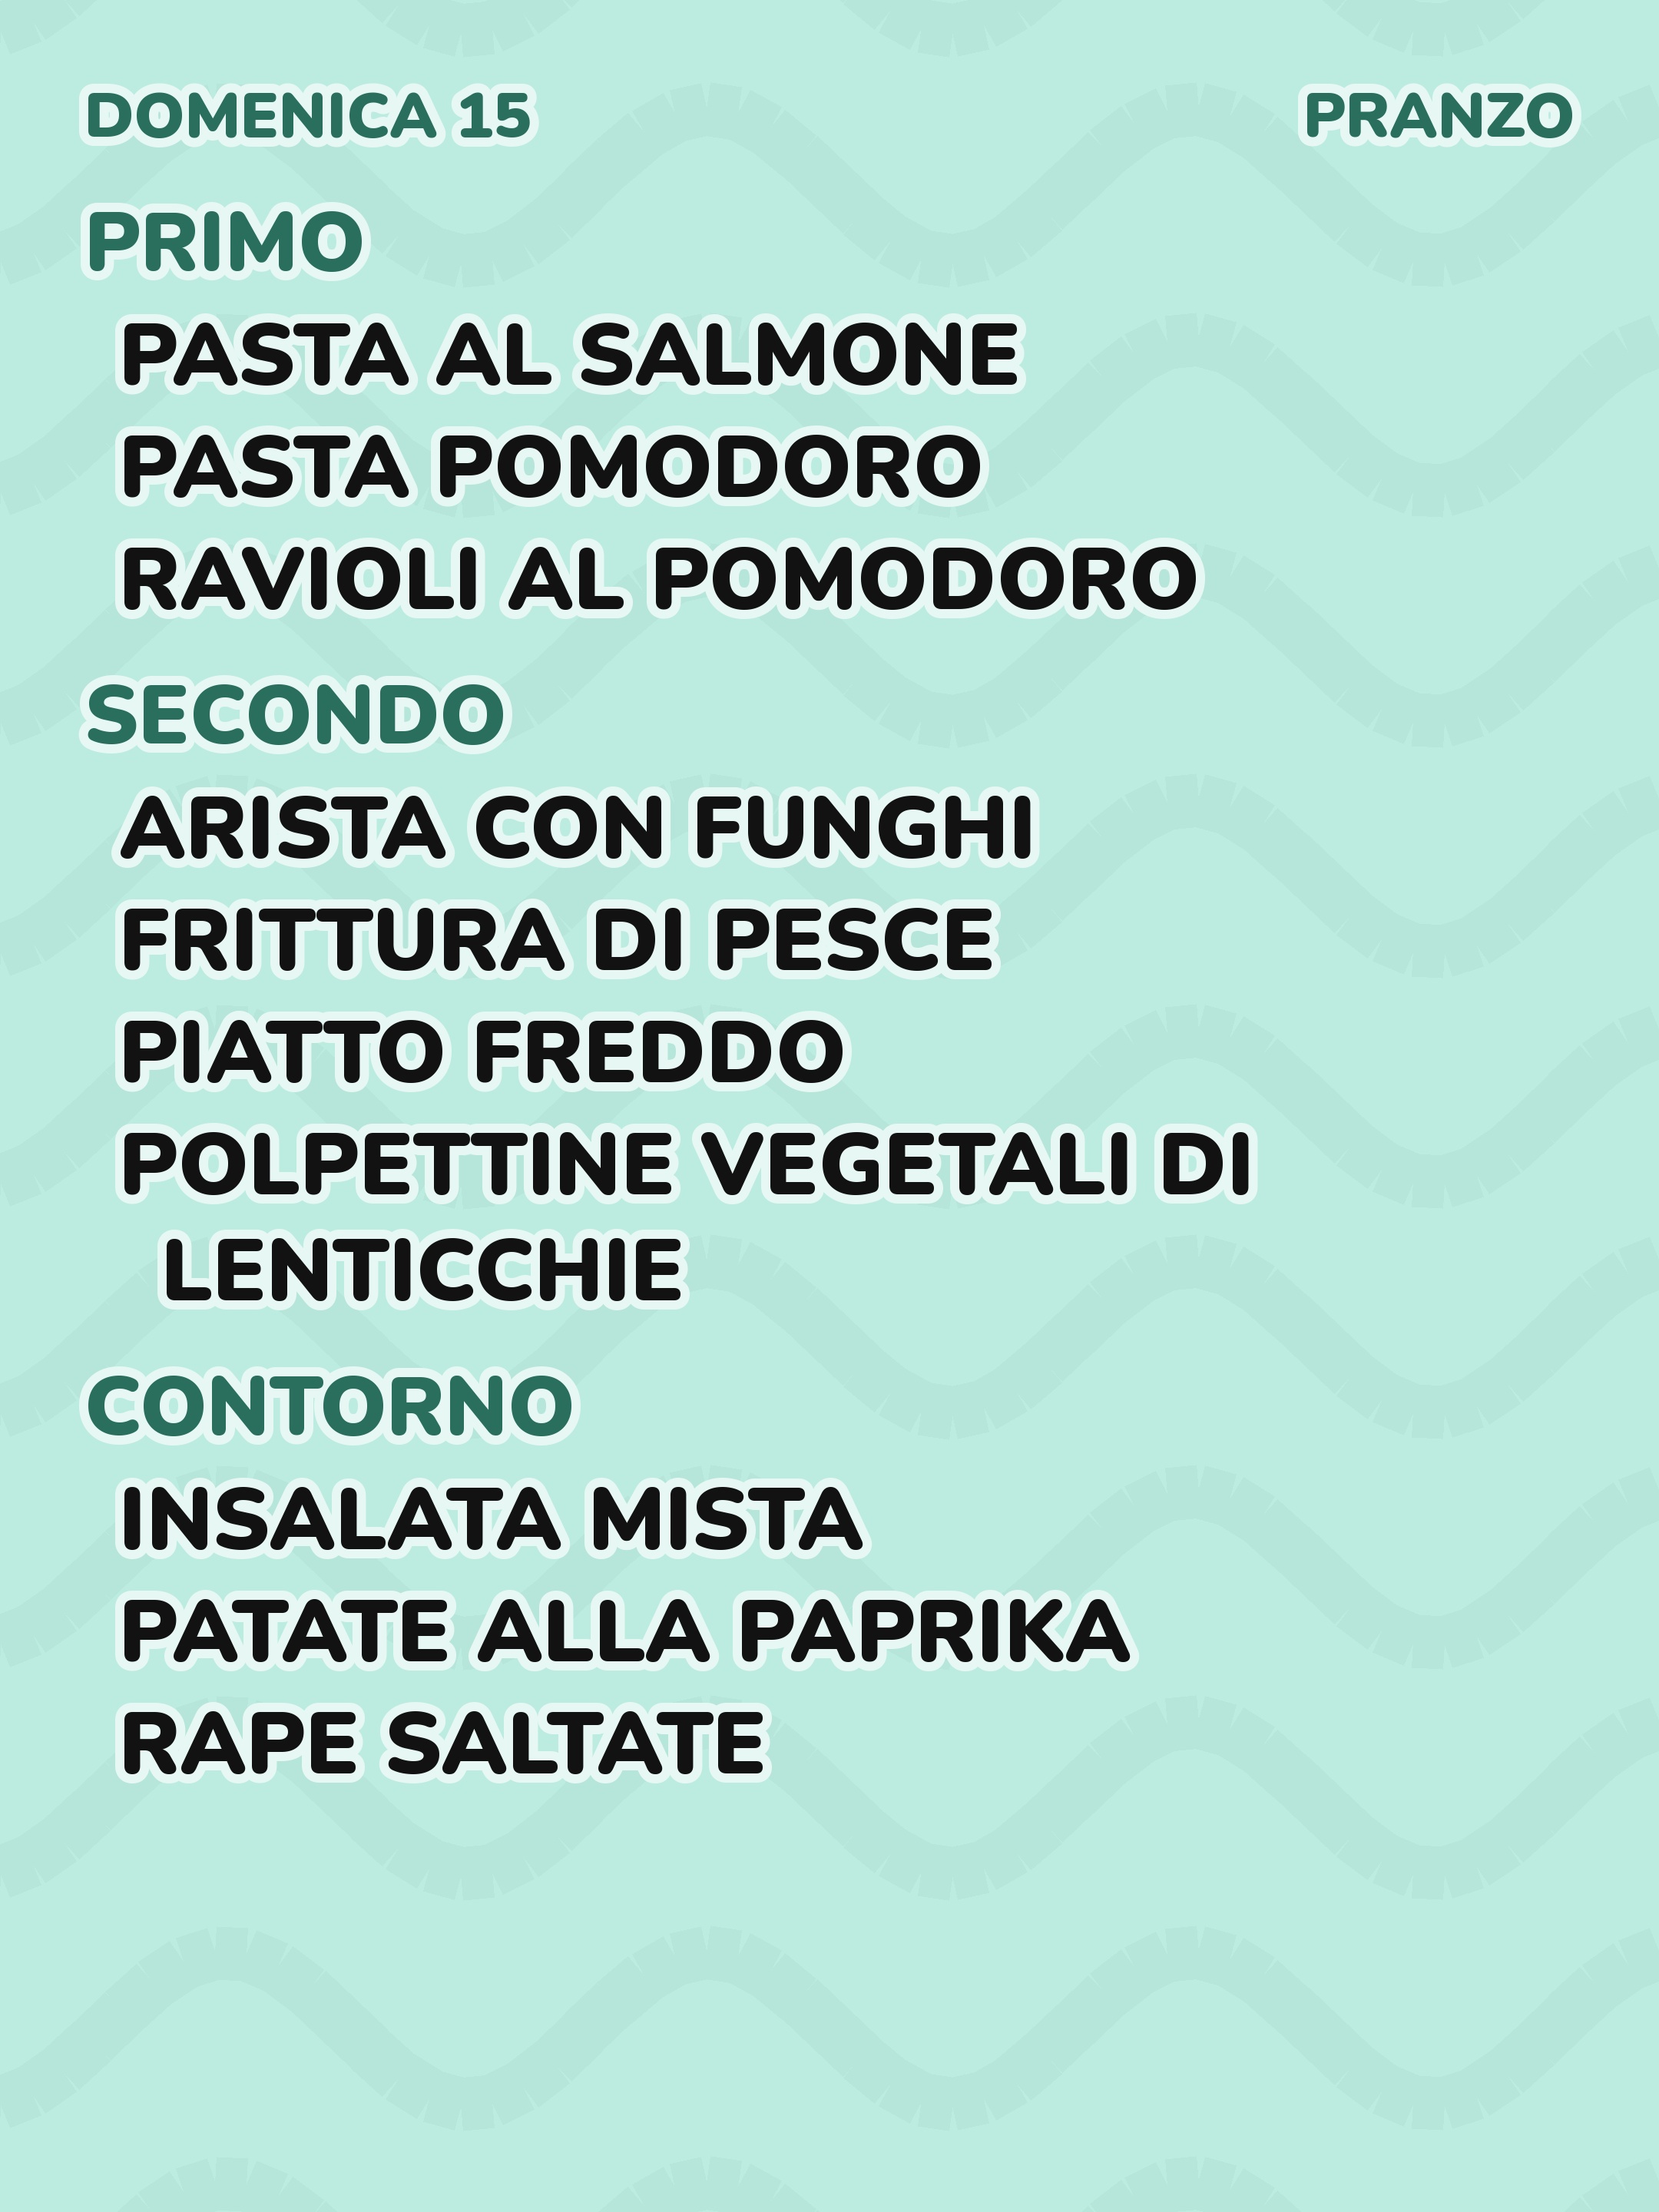 DOMENICA 15 PRANZO
PRIMO
PASTA AL SALMONE
PASTA POMODORO
RAVIOLI AL POMODORO
SECONDO
ARISTA CON FUNGHI
FRITTURA DI PESCE
PIATTO FREDDO
POLPETTINE VEGETALI DI
LENTICCHIE
CONTORNO
INSALATA MISTA
PATATE ALLA PAPRIKA
RAPE SALTATE